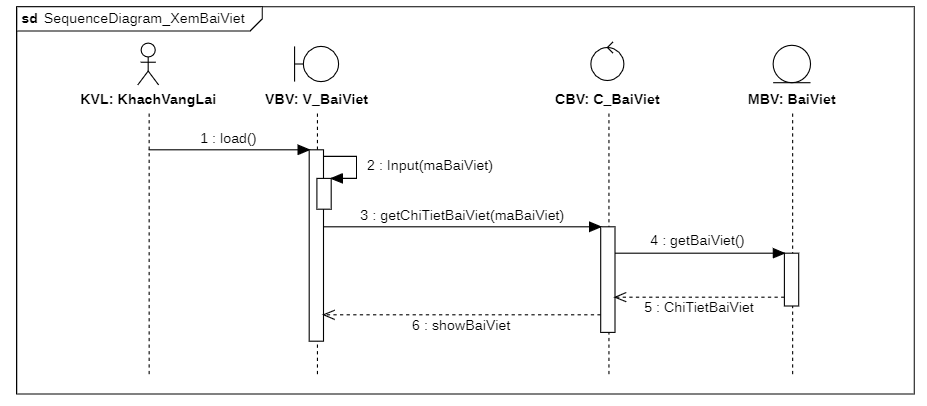 sd SequenceDiagram_XemBaiViet
KVL: KhachVangLai
VBV: V_BaiViet
CBV: C_BaiViet
MBV: BaiViet
1 : load()
2 : Input(maBaiViet)
3 : getChiTietBaiViet(maBaiViet)
4 : getBaiViet()
5 : ChiTietBaiViet
6 : showBaiViet